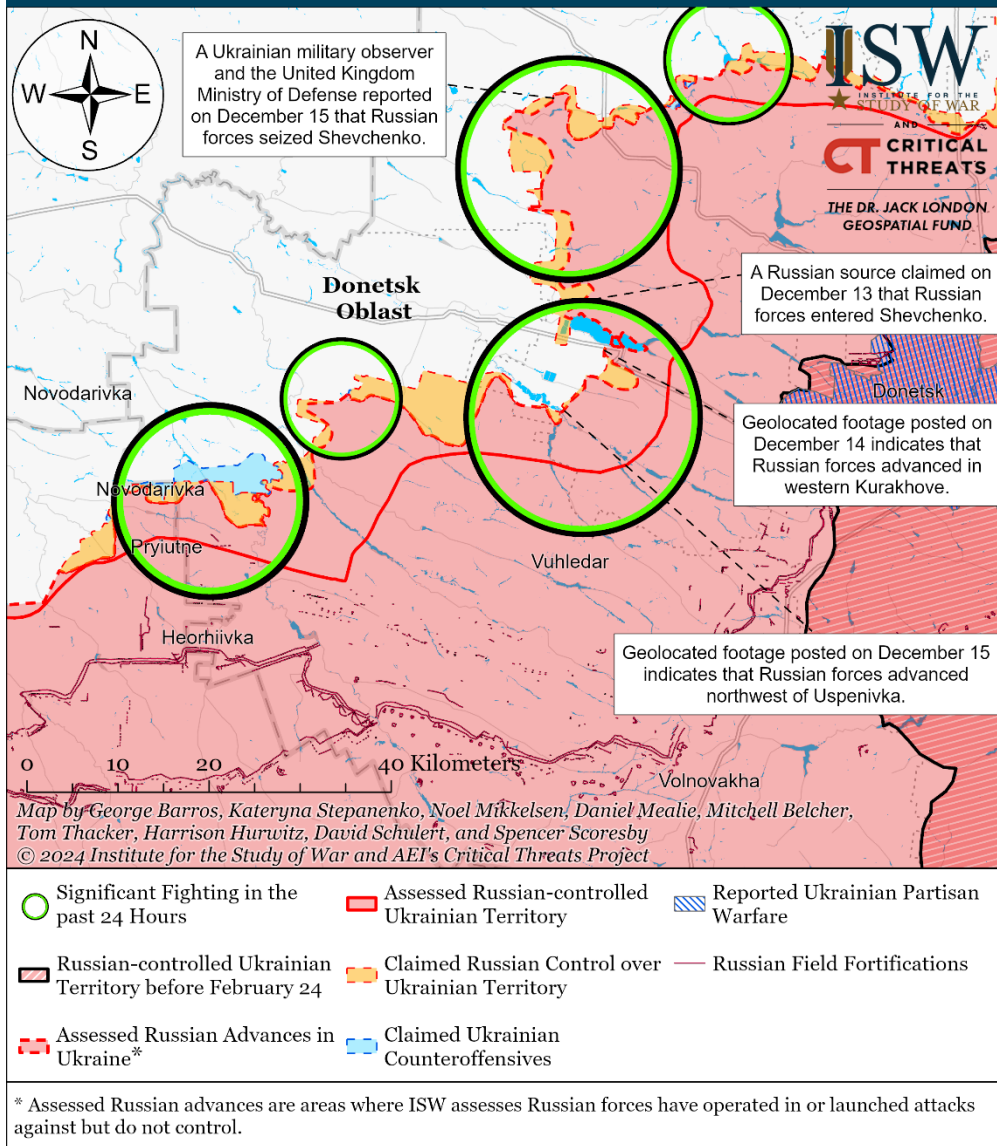 N
W
E
S
A Ukrainian military observer
and the United Kingdom
Ministry of Defense reported
on December 15 that Russian
forces seized Shevchenko.
ISW
INSTITUTE FOR THE
STUDY OF WAR
AND
CT CRITICAL
THREATS
THE DR. JACK LONDON
GEOSPATIAL FUND
A Russian source claimed on
December 13 that Russian
forces entered Shevchenko.
Donetsk
Oblast
Novodarivka
Donetsk
Geolocated footage posted on
December 14 indicates that
Russian forces advanced in
western Kurakhove.
Novodarivka
Pryiutne
Vuhledar
Heorhiivka
Geolocated footage posted on December 15
indicates that Russian forces advanced
northwest of Uspenivka.
0 10 20 40 Kilometers
Volnovakha
Map by George Barros, Kateryna Stepanenko, Noel Mikkelsen, Daniel Mealie, Mitchell Belcher,
Tom Thacker, Harrison Hurwitz, David Schulert, and Spencer Scoresby
© 2024 Institute for the Study of War and AEI's Critical Threats Project
Significant Fighting in the
past 24 Hours
Assessed Russian-controlled
Ukrainian Territory
Reported Ukrainian Partisan
Warfare
Russian-controlled Ukrainian
Territory before February 24
Claimed Russian Control over
Ukrainian Territory
Russian Field Fortifications
Assessed Russian Advances in
Ukraine*
Claimed Ukrainian
Counteroffensives
* Assessed Russian advances are areas where ISW assesses Russian forces have operated in or launched attacks
against but do not control.